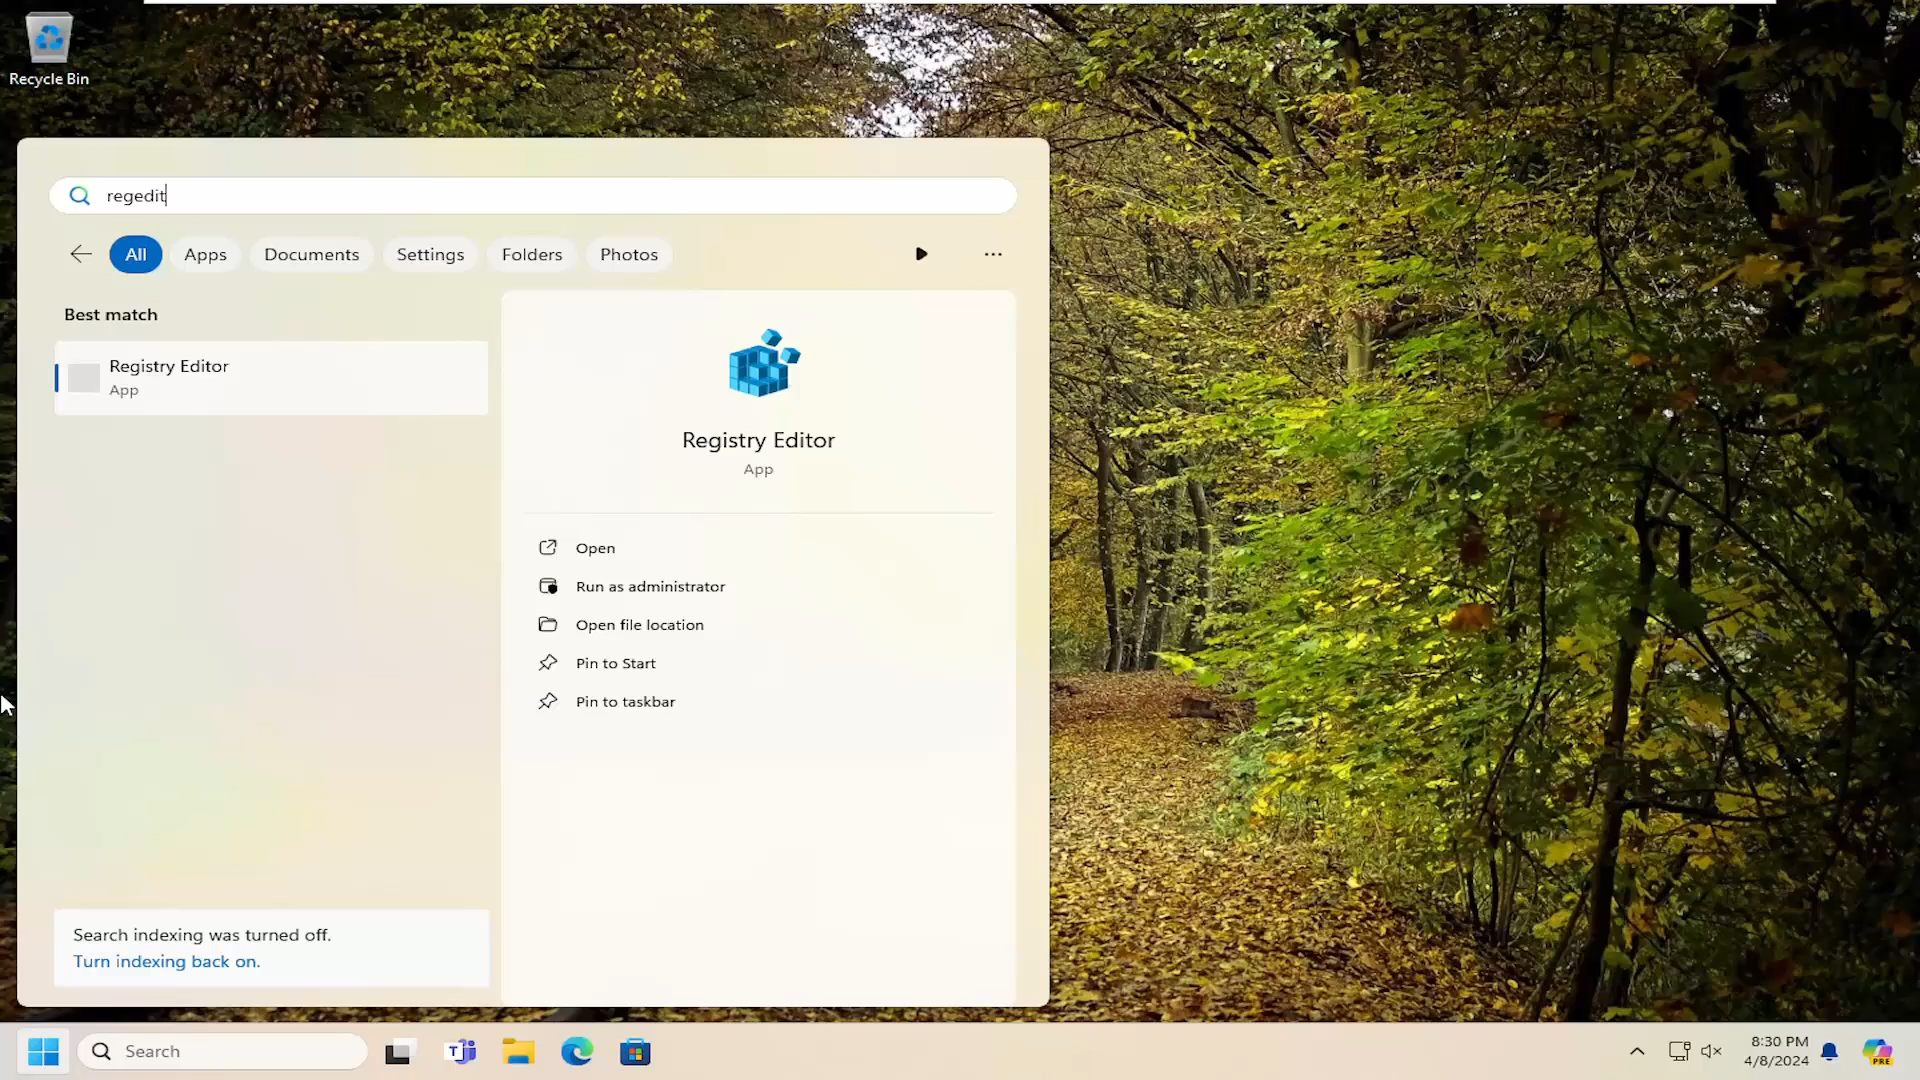 Recycle Bin
regedit
All Apps Documents Settings Folders Photos
Best match
Registry Editor
App
Registry Editor
App
Open
Run as administrator
Open file location
Pin to Start
Pin to taskbar
Search indexing was turned off.
Turn indexing back on.
Search
T
8:30 PM
4/8/2024
PRE